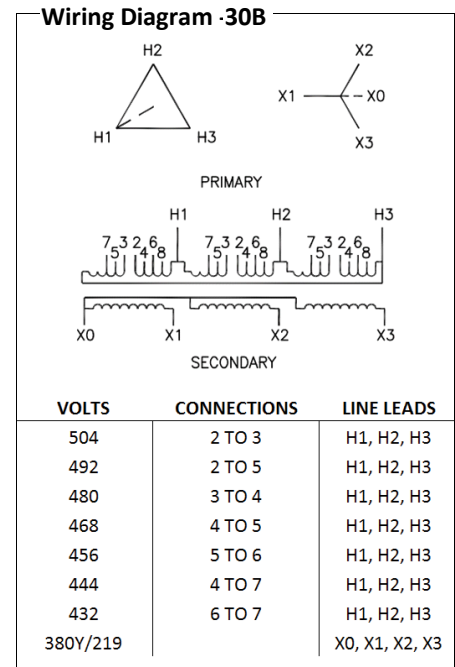 Wiring Diagram -30B
H2
X2
X1
X0
H1
H3
X3
PRIMARY
H1 H2 H3
7 5 3 2 4 6 8 7 5 3 2 4 6 8 7 5 3 2 4 6 8
X0 X1 X2 X3
SECONDARY
VOLTS CONNECTIONS LINE LEADS
504 2 TO 3 H1, H2, H3
492 2 TO 5 H1, H2, H3
480 3 TO 4 H1, H2, H3
468 4 TO 5 H1, H2, H3
456 5 TO 6 H1, H2, H3
444 4 TO 7 H1, H2, H3
432 6 TO 7 H1, H2, H3
380Y/219 X0, X1, X2, X3